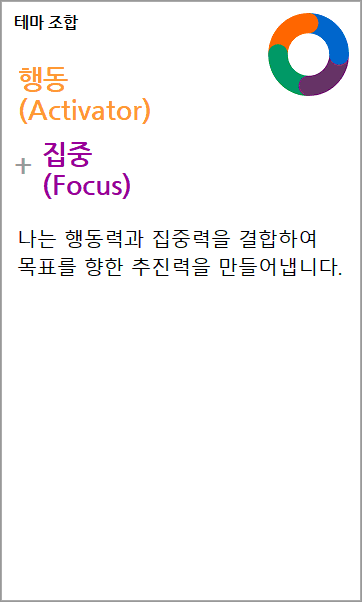 테마 조합
행동
(Activator)
+ 집중
(Focus)
나는 행동력과 집중력을 결합하여
목표를 향한 추진력을 만들어냅니다.